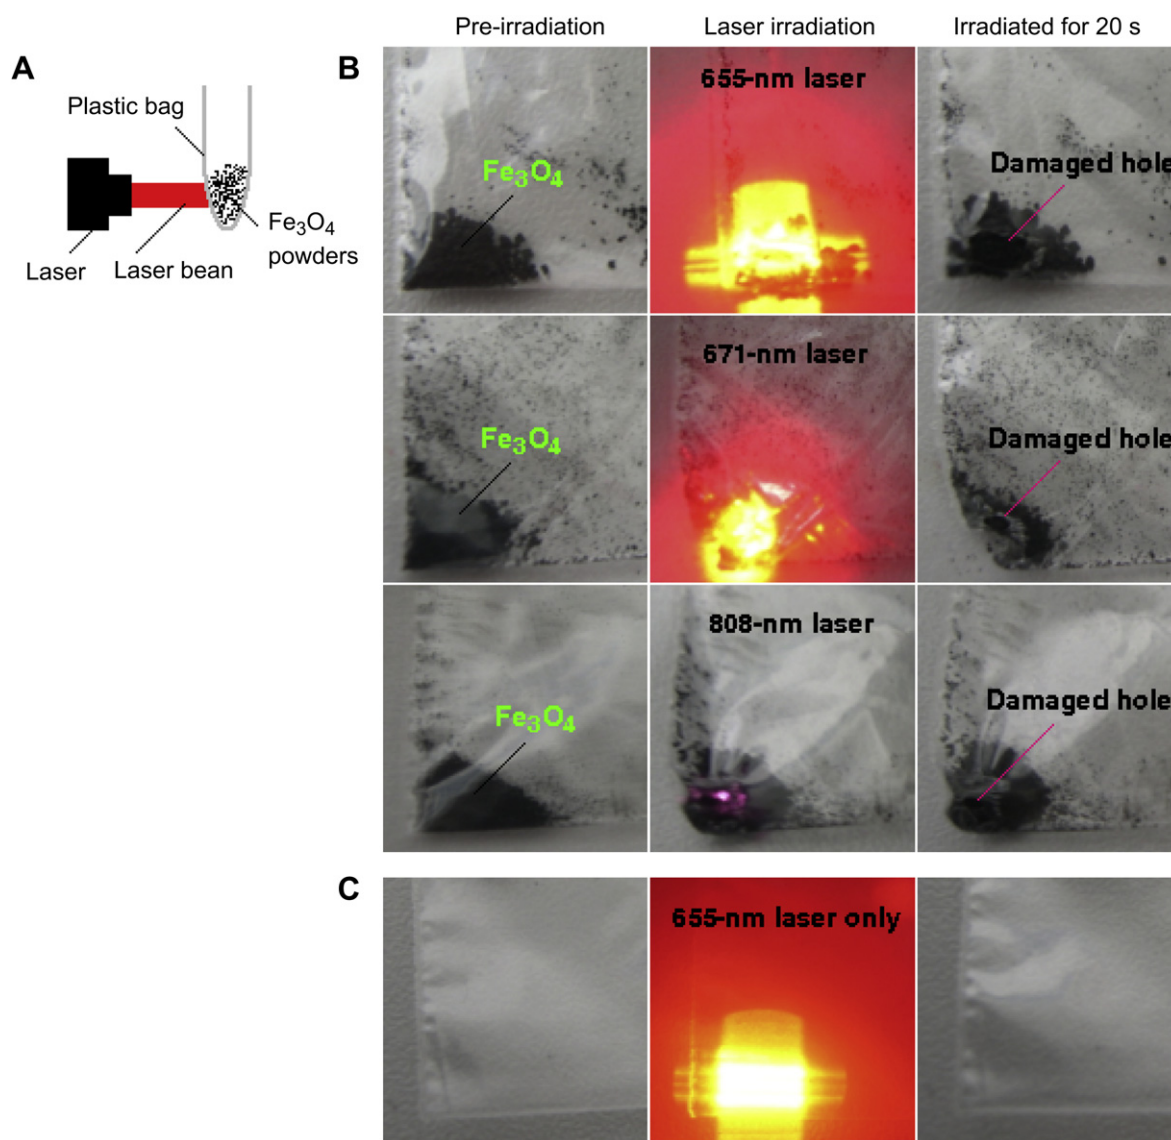 Pre-irradiation
Laser irradiation
Irradiated for 20 s
A
Plastic bag
Laser
Laser bean
Fe₃O₄
powders
B
655-nm laser
Fe₃O₄
Damaged hole
671-nm laser
Fe₃O₄
Damaged hole
808-nm laser
Fe₃O₄
Damaged hole
C
655-nm laser only